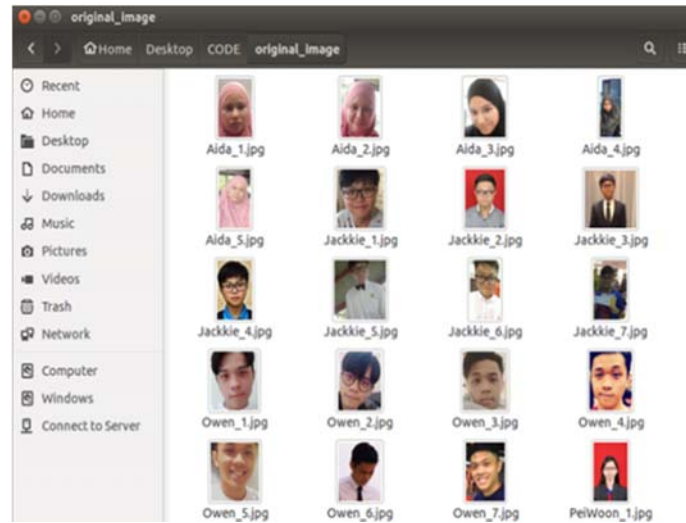 original_image
Home Desktop CODE original_image
Recent
Home
Desktop
Documents
Downloads
Music
Pictures
Videos
Trash
Network
Computer
Windows
Connect to Server
Aida_1.jpg Aida_2.jpg Aida_3.jpg Aida_4.jpg
Aida_5.jpg Jackkie_1.jpg Jackkie_2.jpg Jackkie_3.jpg
Jackkie_4.jpg Jackkie_5.jpg Jackkie_6.jpg Jackkie_7.jpg
Owen_1.jpg Owen_2.jpg Owen_3.jpg Owen_4.jpg
Owen_5.jpg Owen_6.jpg Owen_7.jpg PeiWoon_1.jpg